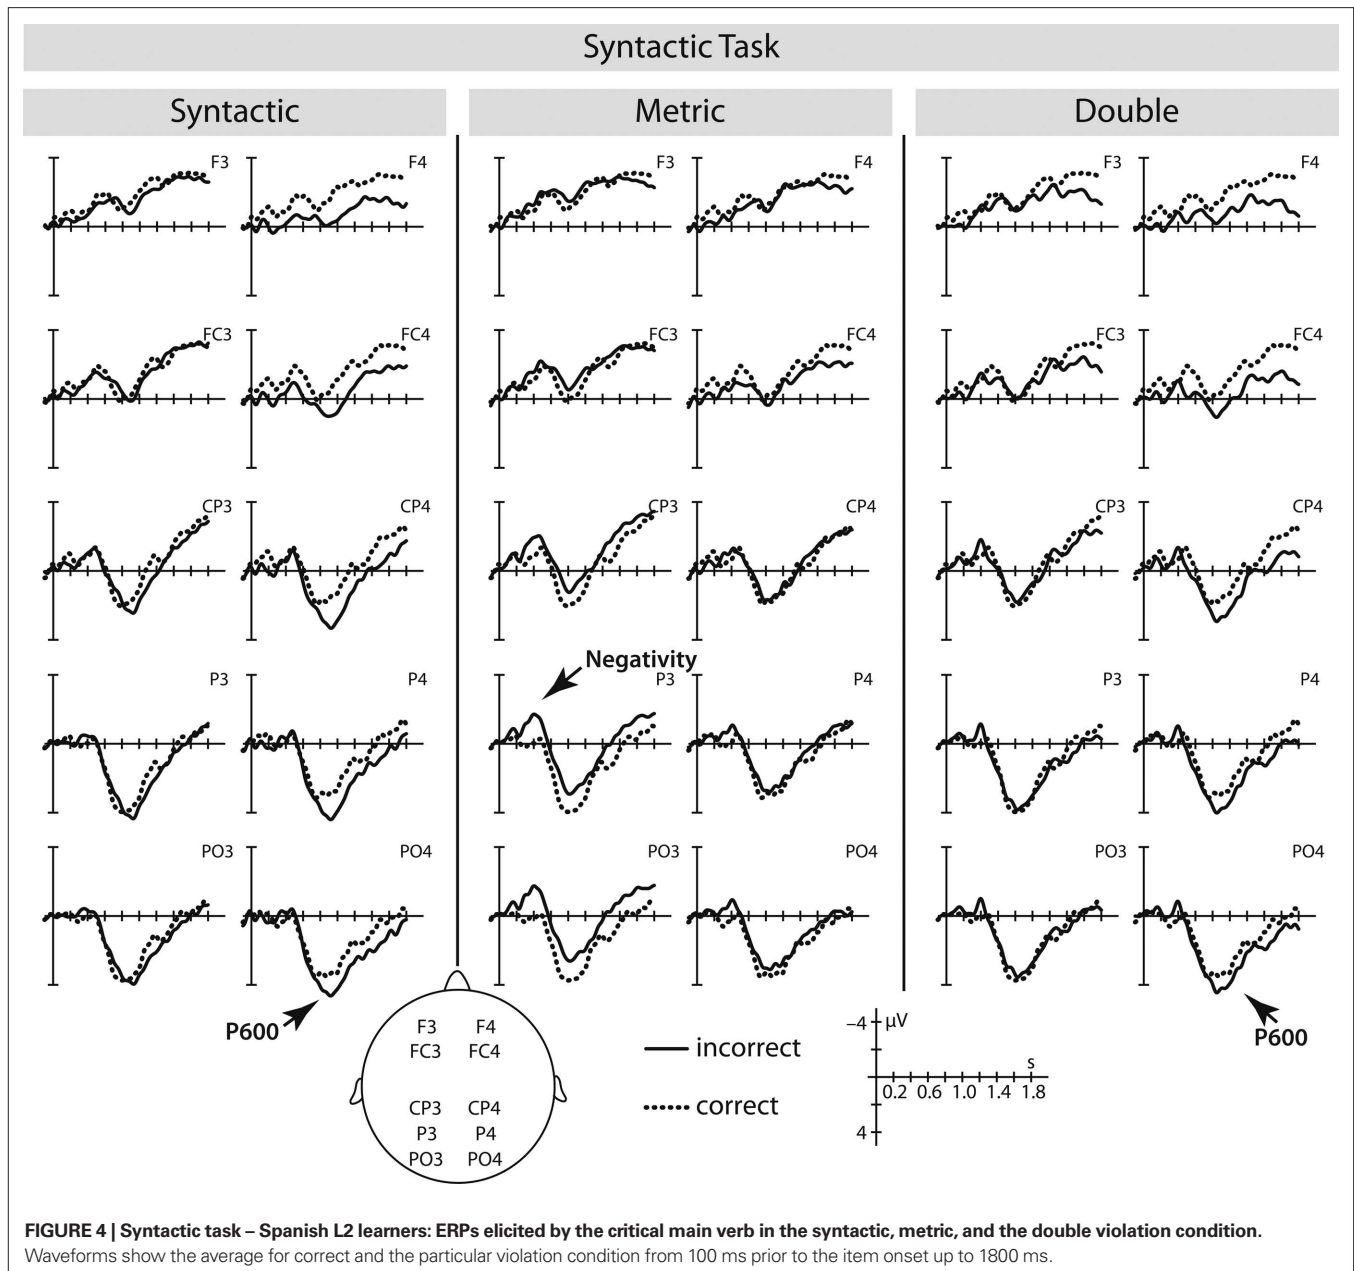 Syntactic Task
Syntactic Metric Double
F3 F4 F3 F4 F3 F4
FC3 FC4 FC3 FC4 FC3 FC4
CP3 CP4 CP3 CP4 CP3 CP4
Negativity
P3 P4 P3 P4 P3 P4
PO3 PO4 PO3 PO4 PO3 PO4
P600
P600
F3 F4
FC3 FC4
CP3 CP4
P3 P4
PO3 PO4
incorrect
correct
−4 µV
s
0.2 0.6 1.0 1.4 1.8
4
FIGURE 4 | Syntactic task – Spanish L2 learners: ERPs elicited by the critical main verb in the syntactic, metric, and the double violation condition.
Waveforms show the average for correct and the particular violation condition from 100 ms prior to the item onset up to 1800 ms.